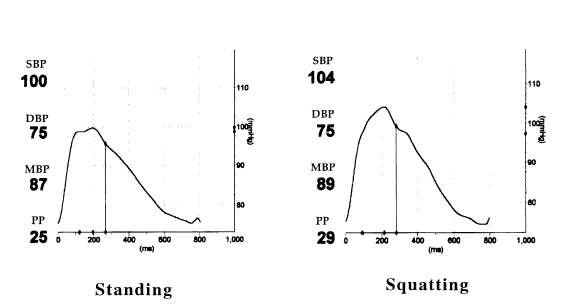 SBP
100
DBP
75
MBP
87
PP
25
110
100
90
80
(mmHg)
0 200 400 600 800 1,000
(ms)
Standing
SBP
104
DBP
75
MBP
89
PP
29
110
100
90
80
(mmHg)
0 200 400 600 800 1,000
(ms)
Squatting